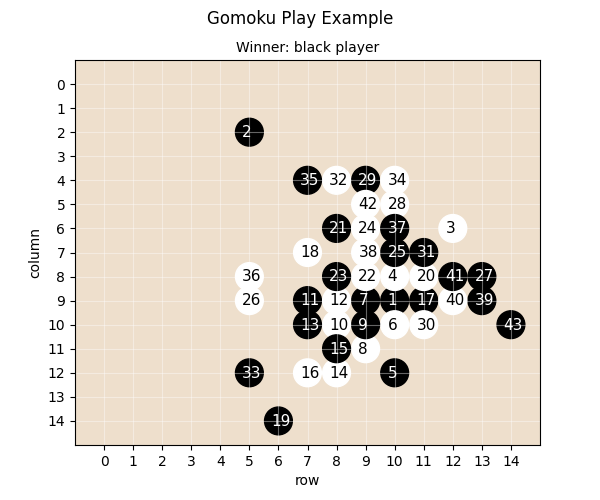 Gomoku Play Example
Winner: black player
0
1
2 2
3
4 35 32 29 34
5 42 28
6 21 24 37 3
7 18 38 25 31
column
8 36 23 22 4 20 41 27
9 26 11 12 7 1 17 40 39
10 13 10 9 6 30 43
11 15 8
12 33 16 14 5
13
14 19
0 1 2 3 4 5 6 7 8 9 10 11 12 13 14
row